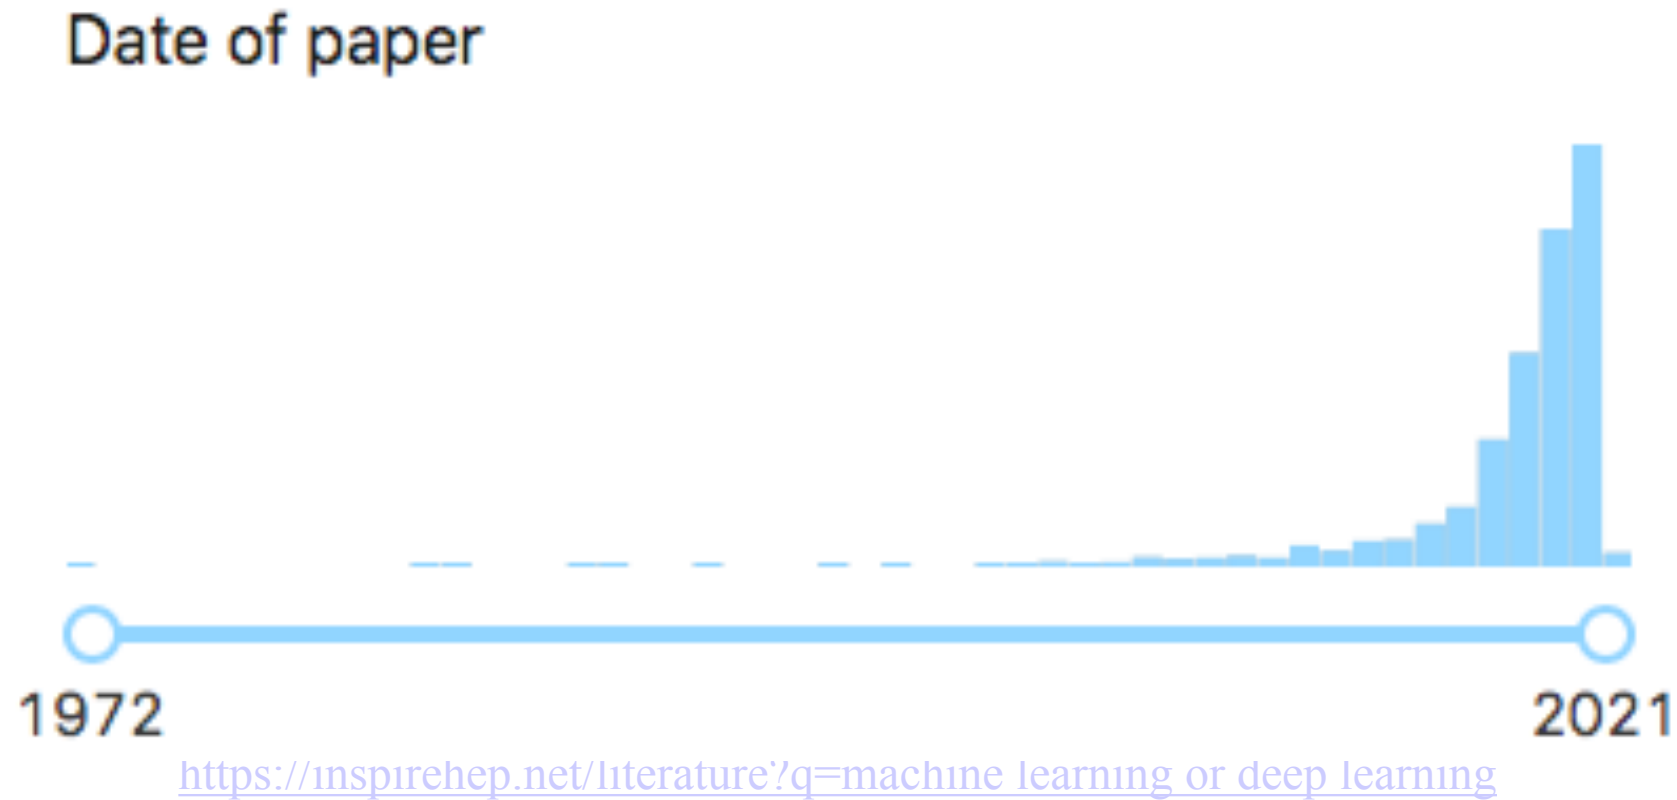 Date of paper
1972
2021
https://inspirehep.net/literature?q=machine learning or deep learning